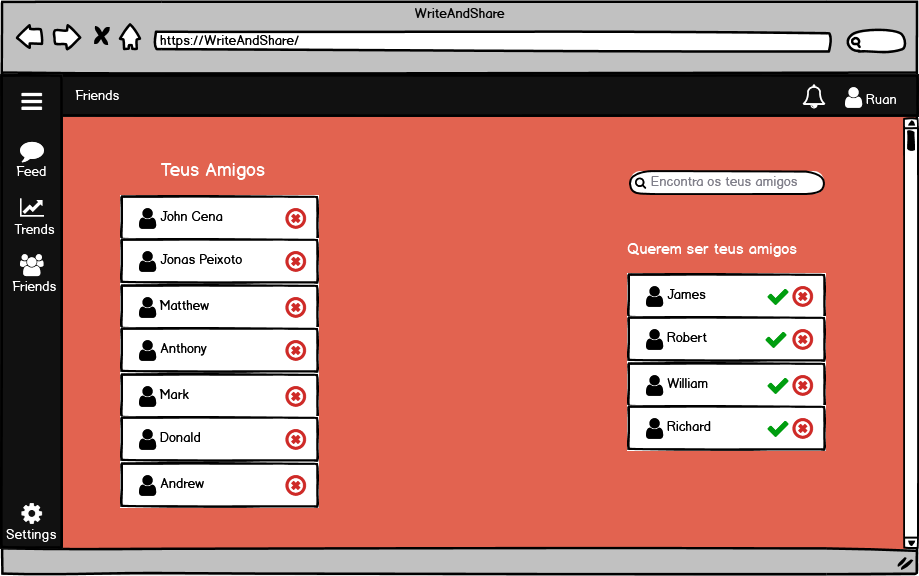 WriteAndShare
https://WriteAndShare/
Friends
Ruan
Feed
Trends
Friends
Settings
Teus Amigos
John Cena
Jonas Peixoto
Matthew
Anthony
Mark
Donald
Andrew
Encontra os teus amigos
Querem ser teus amigos
James
Robert
William
Richard